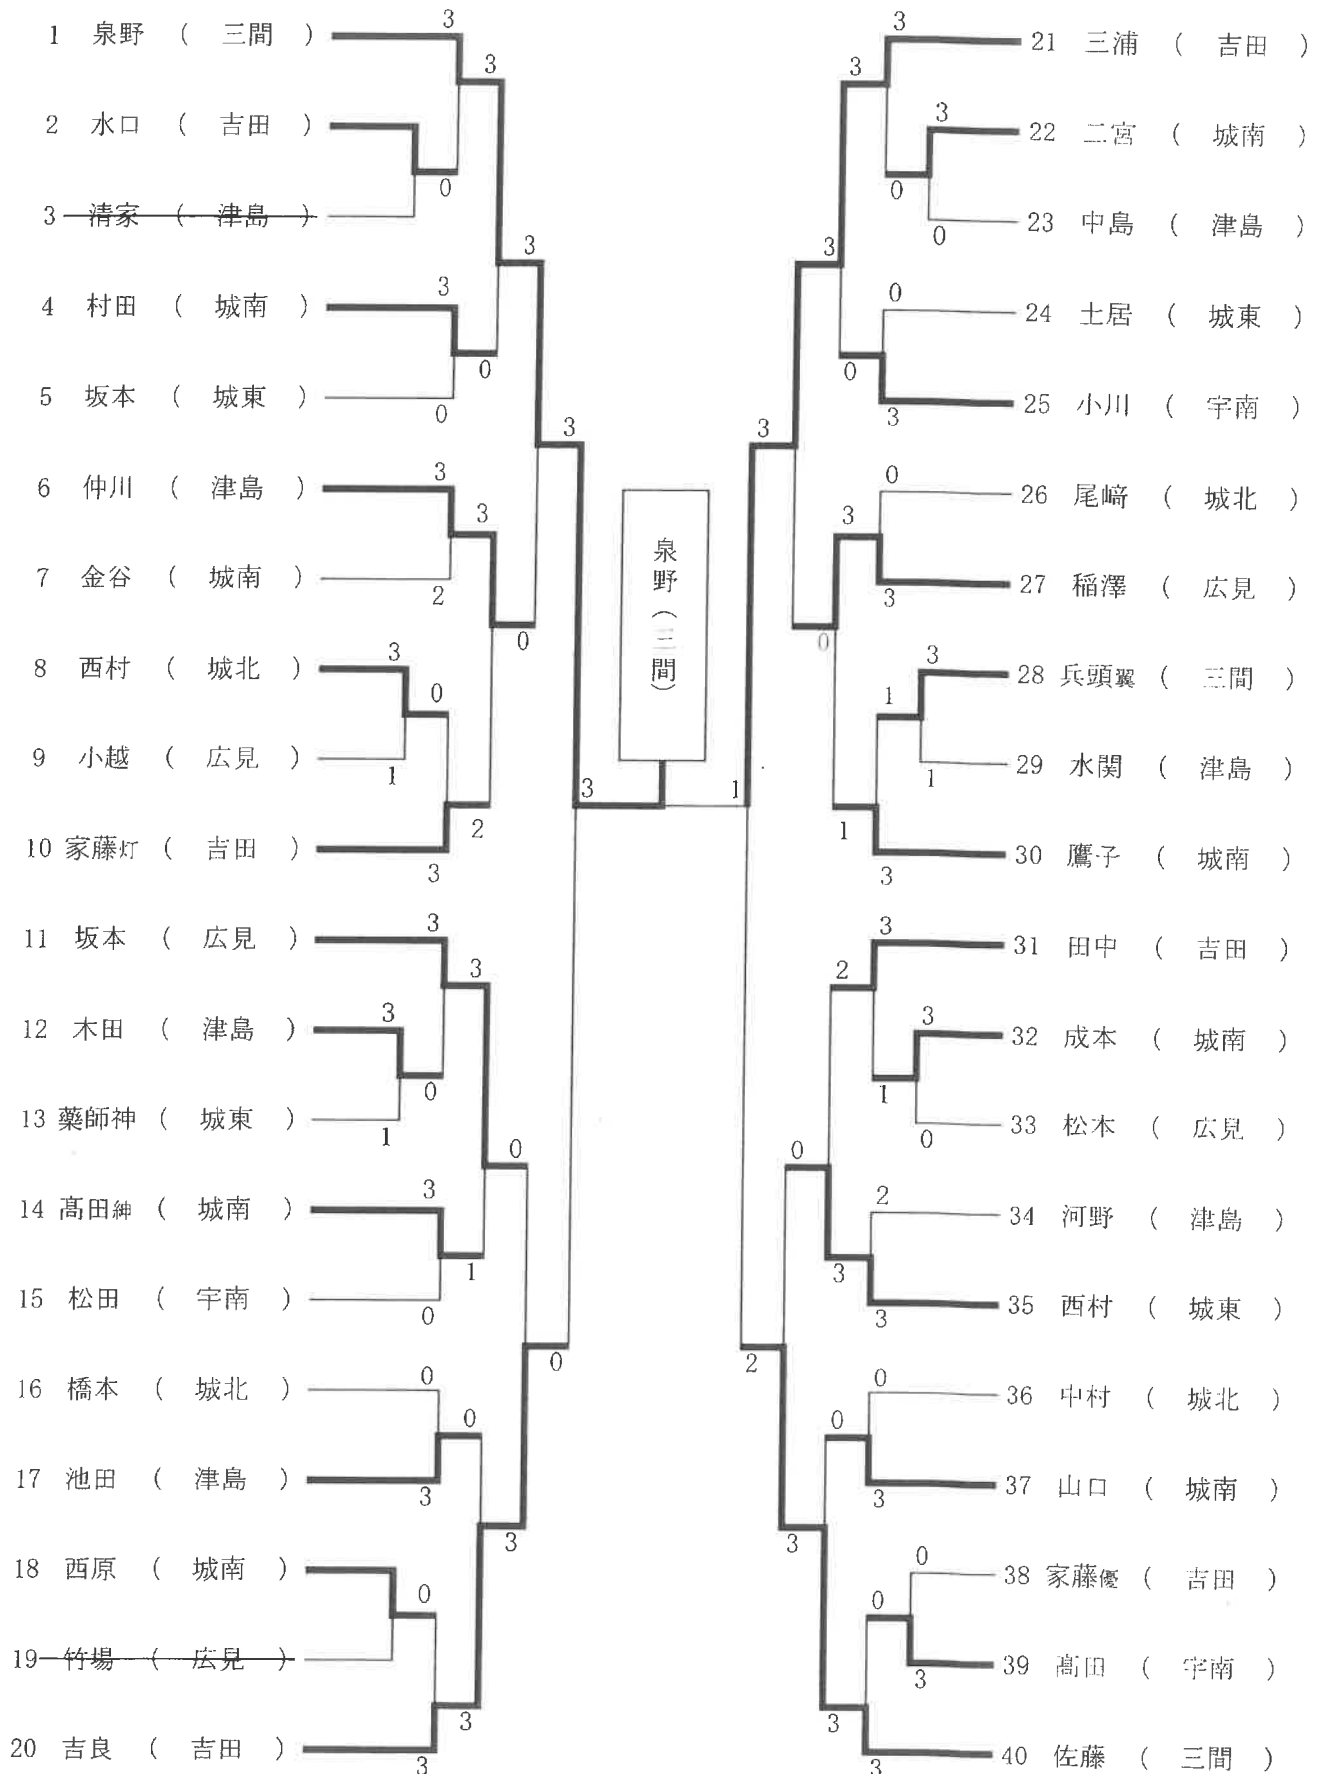 1 泉野 ( 三間 )
2 水口 ( 吉田 )
3 清家 ( 津島 )
4 村田 ( 城南 )
5 坂本 ( 城東 )
6 仲川 ( 津島 )
7 金谷 ( 城南 )
8 西村 ( 城北 )
9 小越 ( 広見 )
10 家藤灯 ( 吉田 )
11 坂本 ( 広見 )
12 木田 ( 津島 )
13 薬師神 ( 城東 )
14 髙田紳 ( 城南 )
15 松田 ( 宇南 )
16 橋本 ( 城北 )
17 池田 ( 津島 )
18 西原 ( 城南 )
19 竹場 ( 広見 )
20 吉良 ( 吉田 )
3
3
0
3
3
0
0
3
3
3
2
0
3
0
1
2
3
3
3
3
0
1
0
3
1
0
0
0
0
3
3
0
3
3
3
泉野(三間)
1
3
3
3
3
0
0
0
0
3
3
0
3
3
0
1
3
1
1
3
3
2
3
1
0
0
2
3
3
2
0
0
3
3
0
0
3
3
3
21 三浦 ( 吉田 )
22 二宮 ( 城南 )
23 中島 ( 津島 )
24 土居 ( 城東 )
25 小川 ( 宇南 )
26 尾﨑 ( 城北 )
27 稲澤 ( 広見 )
28 兵頭翼 ( 三間 )
29 水関 ( 津島 )
30 鷹子 ( 城南 )
31 田中 ( 吉田 )
32 成本 ( 城南 )
33 松本 ( 広見 )
34 河野 ( 津島 )
35 西村 ( 城東 )
36 中村 ( 城北 )
37 山口 ( 城南 )
38 家藤優 ( 吉田 )
39 髙田 ( 宇南 )
40 佐藤 ( 三間 )